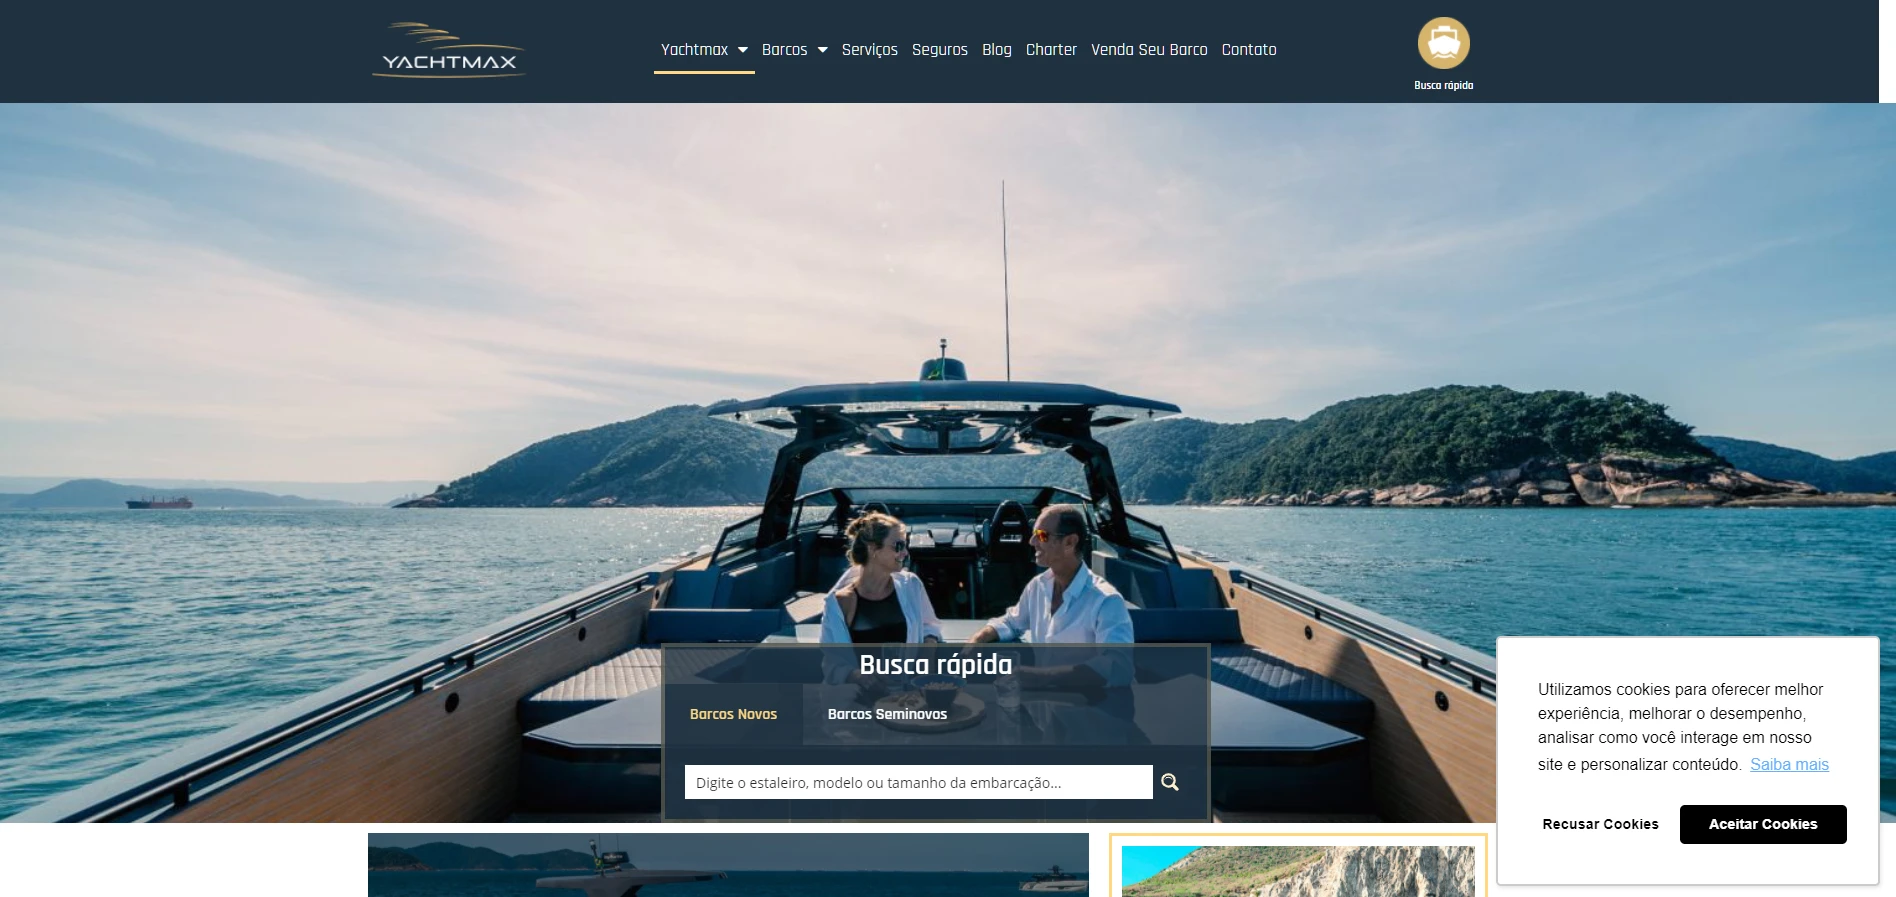 YACHTMAX
Yachtmax Barcos Serviços Seguros Blog Charter Venda Seu Barco Contato
Busca rápida
Busca rápida
Barcos Novos Barcos Seminovos
Digite o estaleiro, modelo ou tamanho da embarcação...
Utilizamos cookies para oferecer melhor
experiência, melhorar o desempenho,
analisar como você interage em nosso
site e personalizar conteúdo. Saiba mais
Recusar Cookies Aceitar Cookies